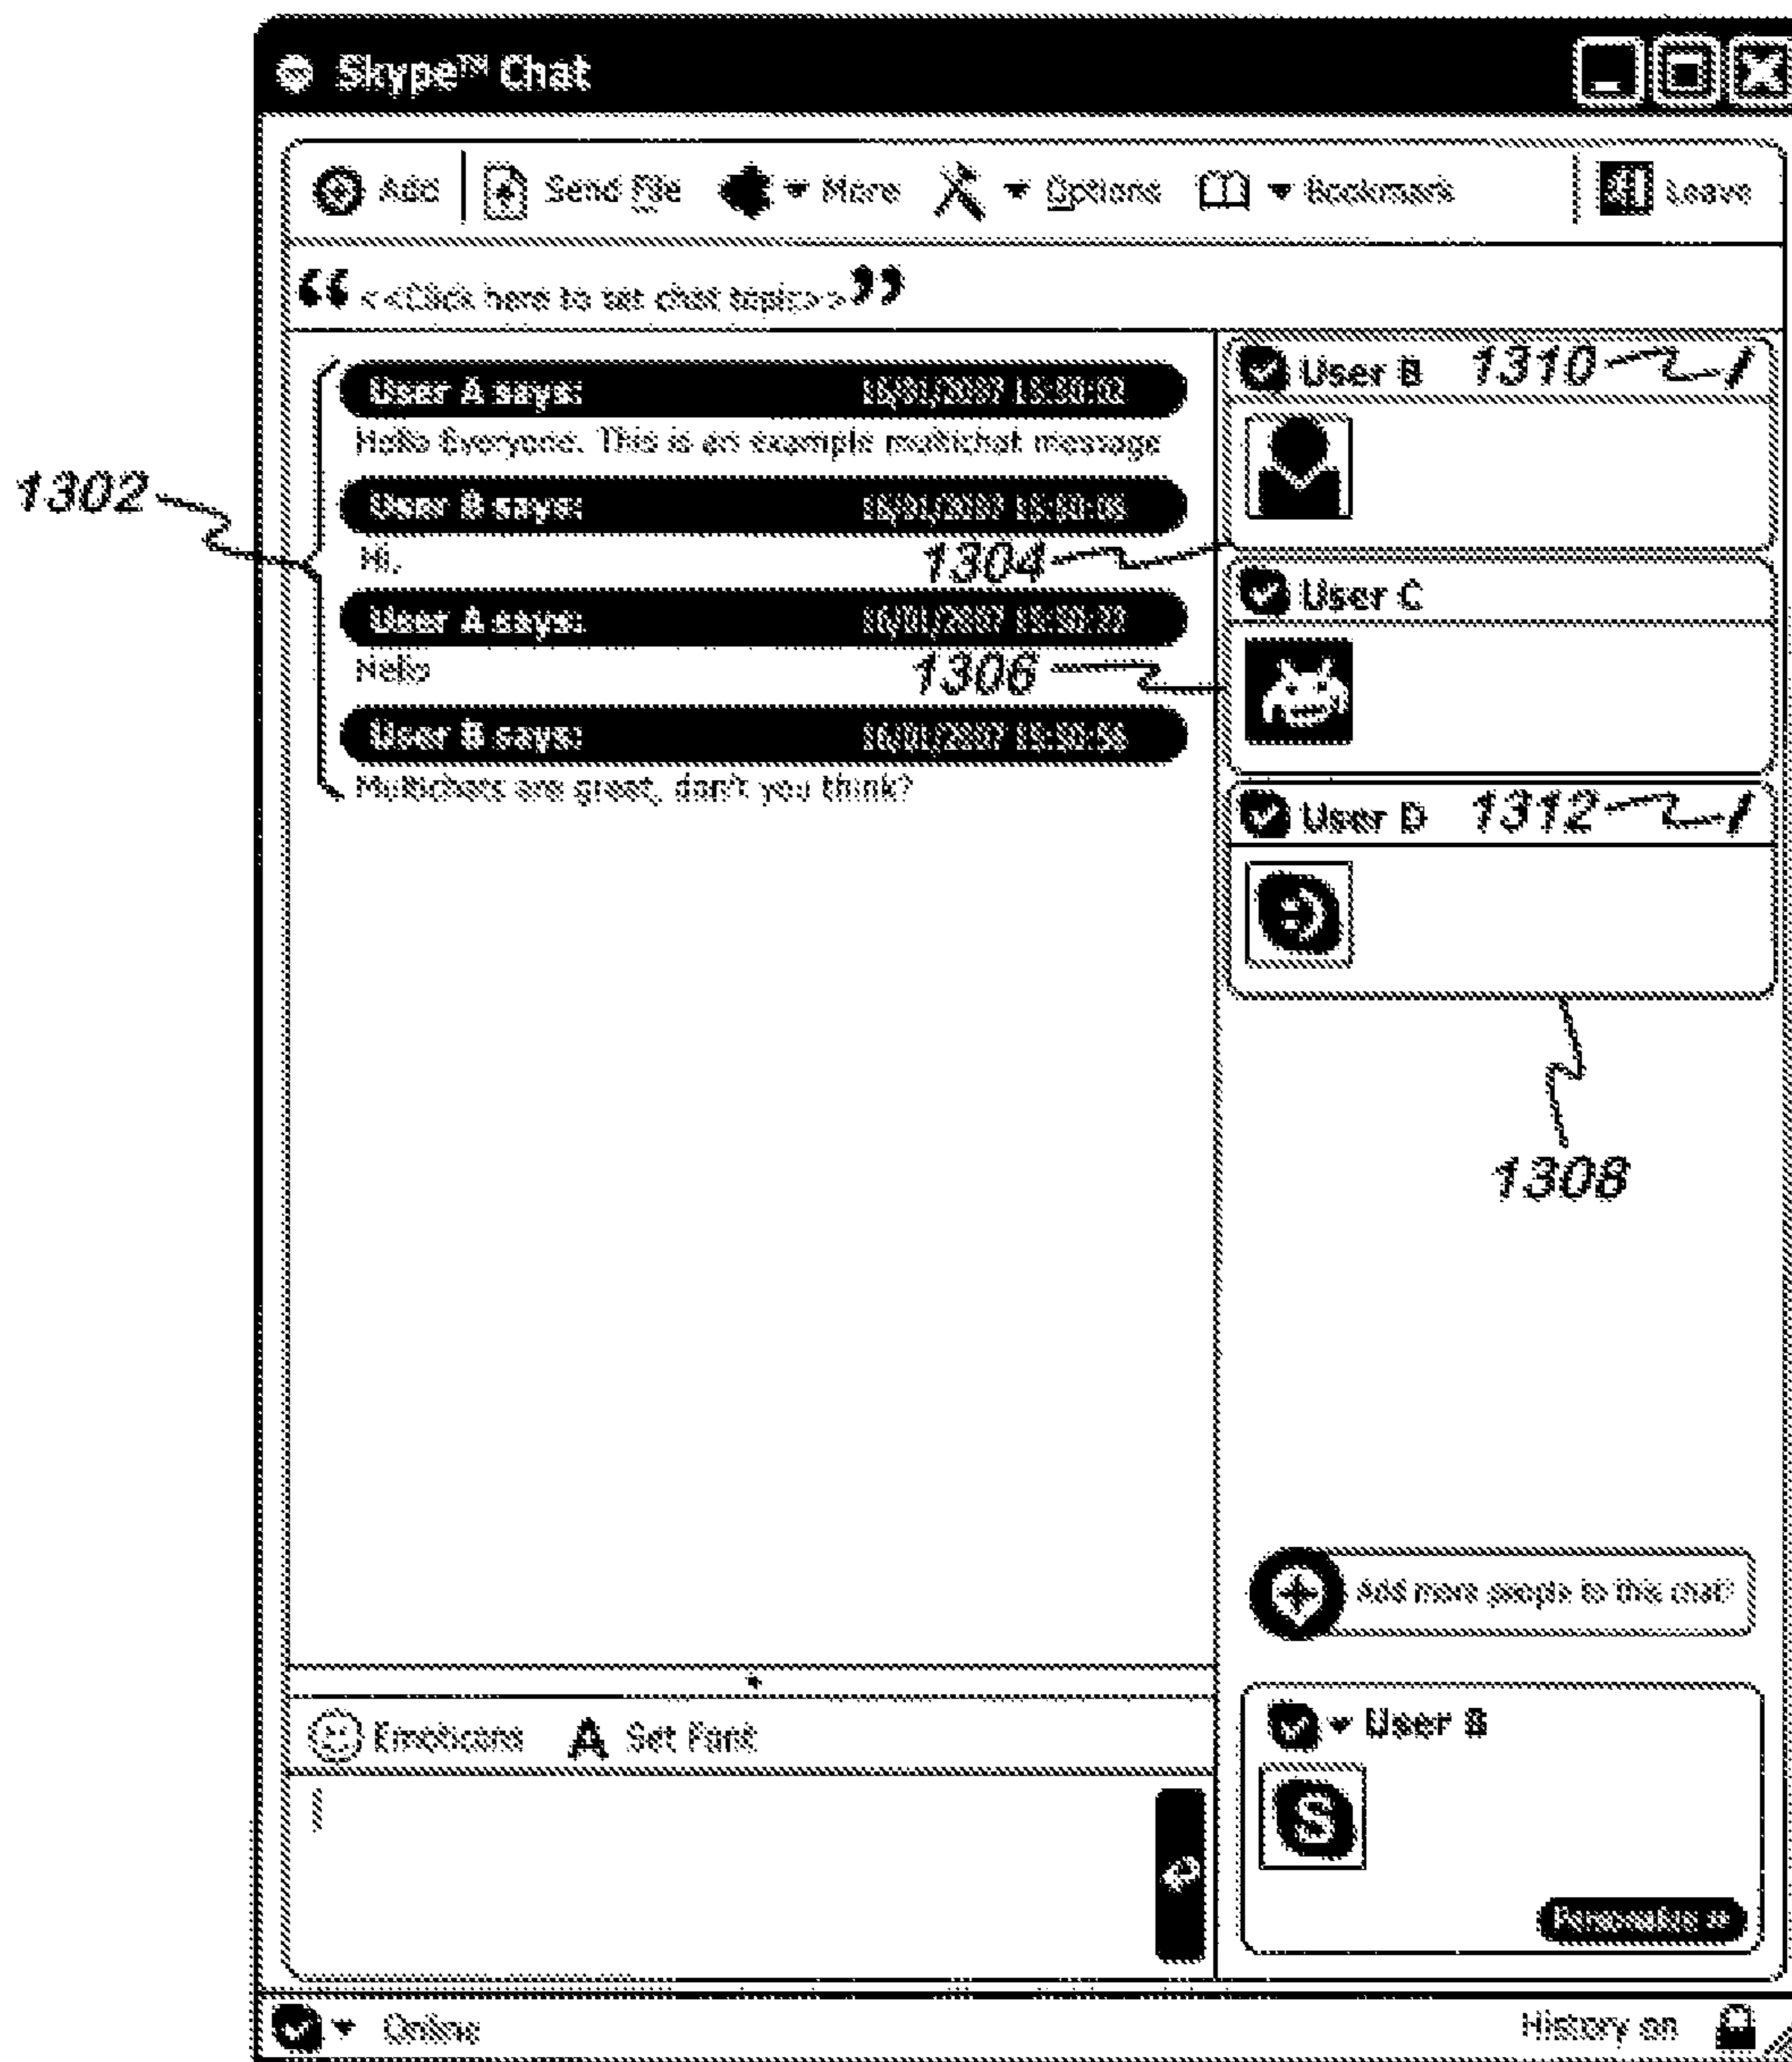 Skype™ Chat
Add Send File More Options Bookmark Leave
“<<Click here to set chat topic>>”
User A says:
Hello Everyone. This is an example multichat message
User B says:
Hi.
User A says:
Hello
User B says:
Multichats are great, don't you think?
1302
1304
1306
User B 1310
User C
User D 1312
1308
Add more people to this chat?
Emoticons A Set Font
User B
Personalise
Online
History on